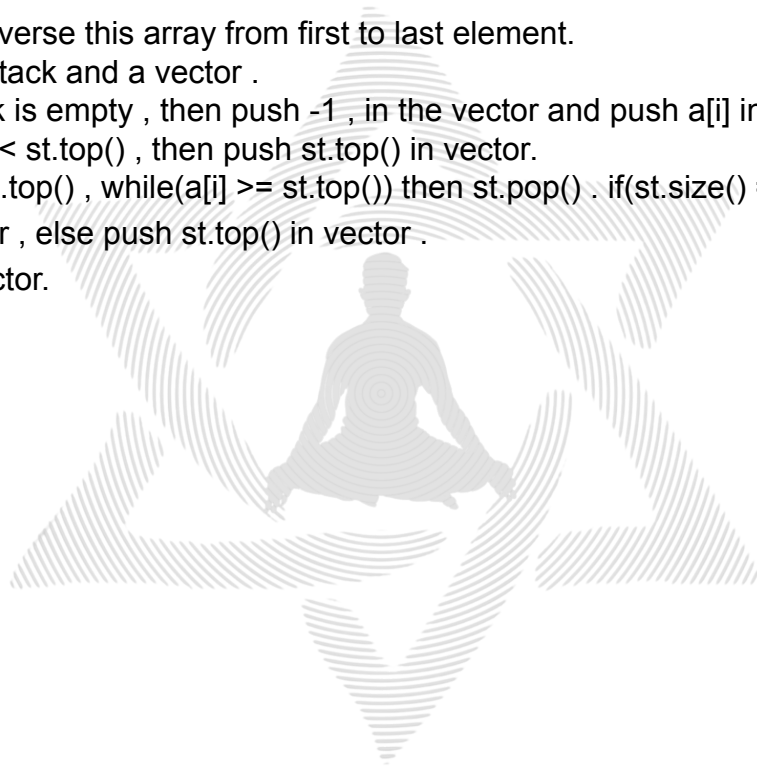 verse this array from first to last element.
tack and a vector .
k is empty , then push -1 , in the vector and push a[i] in
< st.top() , then push st.top() in vector.
.top() , while(a[i] >= st.top()) then st.pop() . if(st.size()
r , else push st.top() in vector .
ctor.